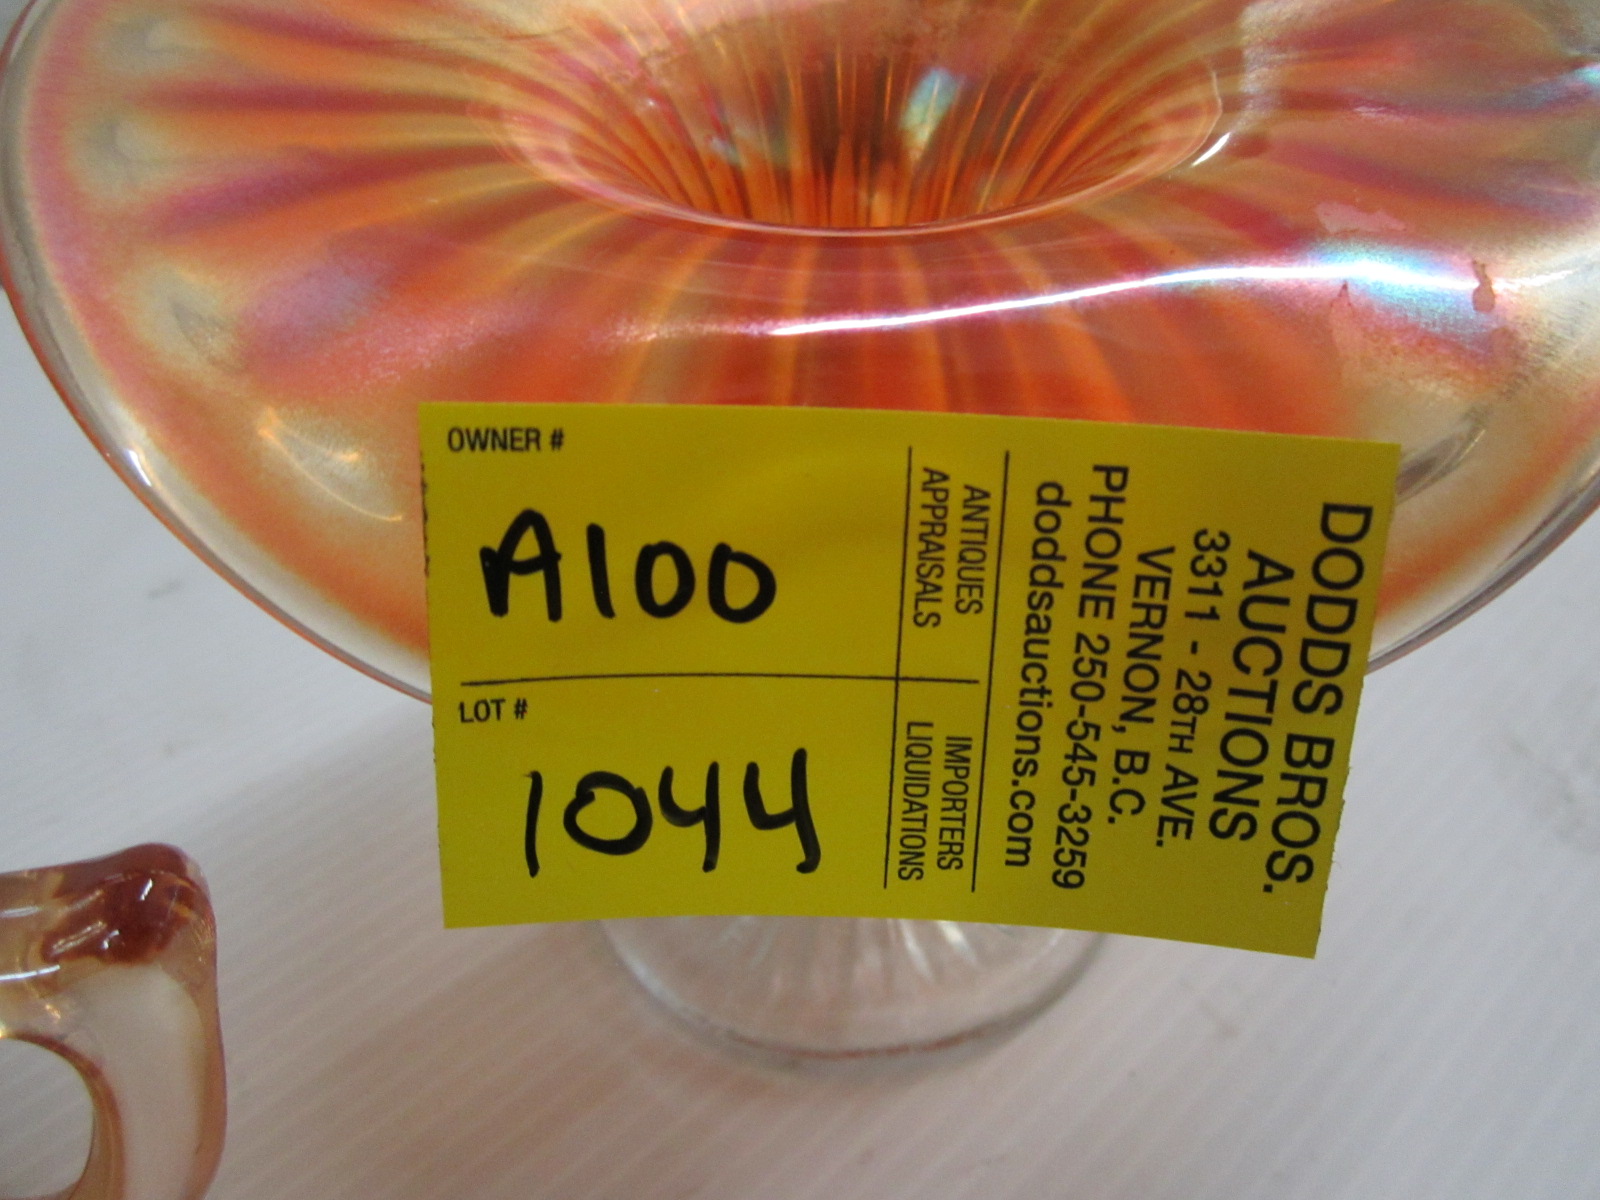 OWNER #
A100
LOT #
1044
DODDS BROS.
AUCTIONS
3311 - 28TH AVE.
VERNON, B.C.
PHONE 250-545-3259
doddsauctions.com
ANTIQUES
APPRAISALS
IMPORTERS
LIQUIDATIONS